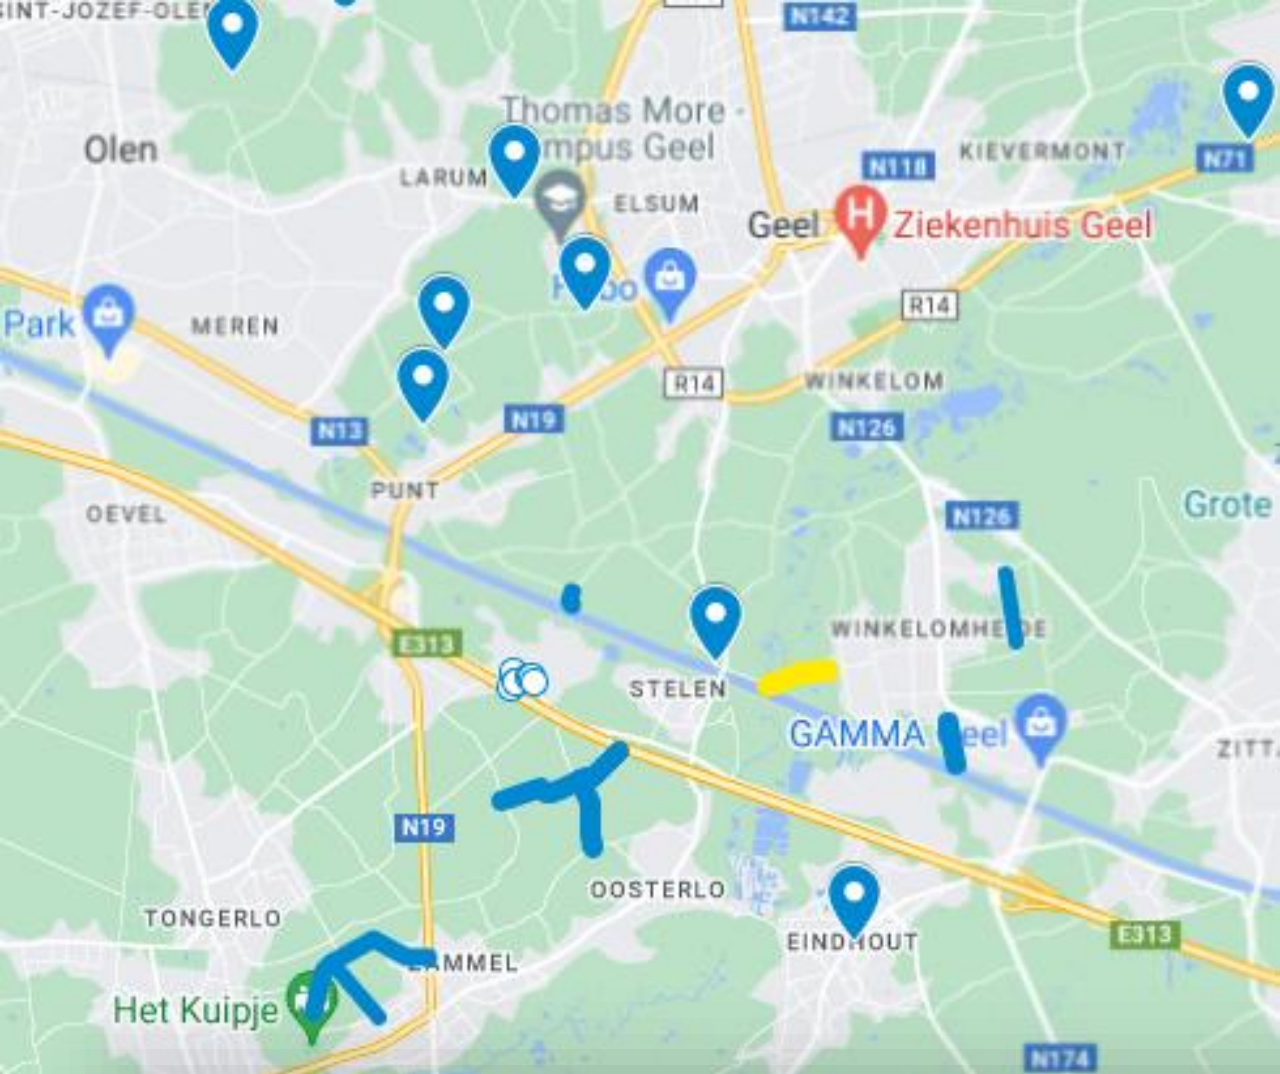 N142
Thomas More -
mpus Geel
Olen
LARUM
N118
KIEVERMONT
N71
ELSUM
Geel
Ziekenhuis Geel
Park
MEREN
R14
R14
WINKELOM
N13
N19
N126
PUNT
OEVEL
Grote
N126
E313
WINKELOMHE DE
STELEN
GAMMA eel
ZITT
N19
OOSTERLO
TONGERLO
EINDHOUT
E313
AMMEL
Het Kuipje
N174